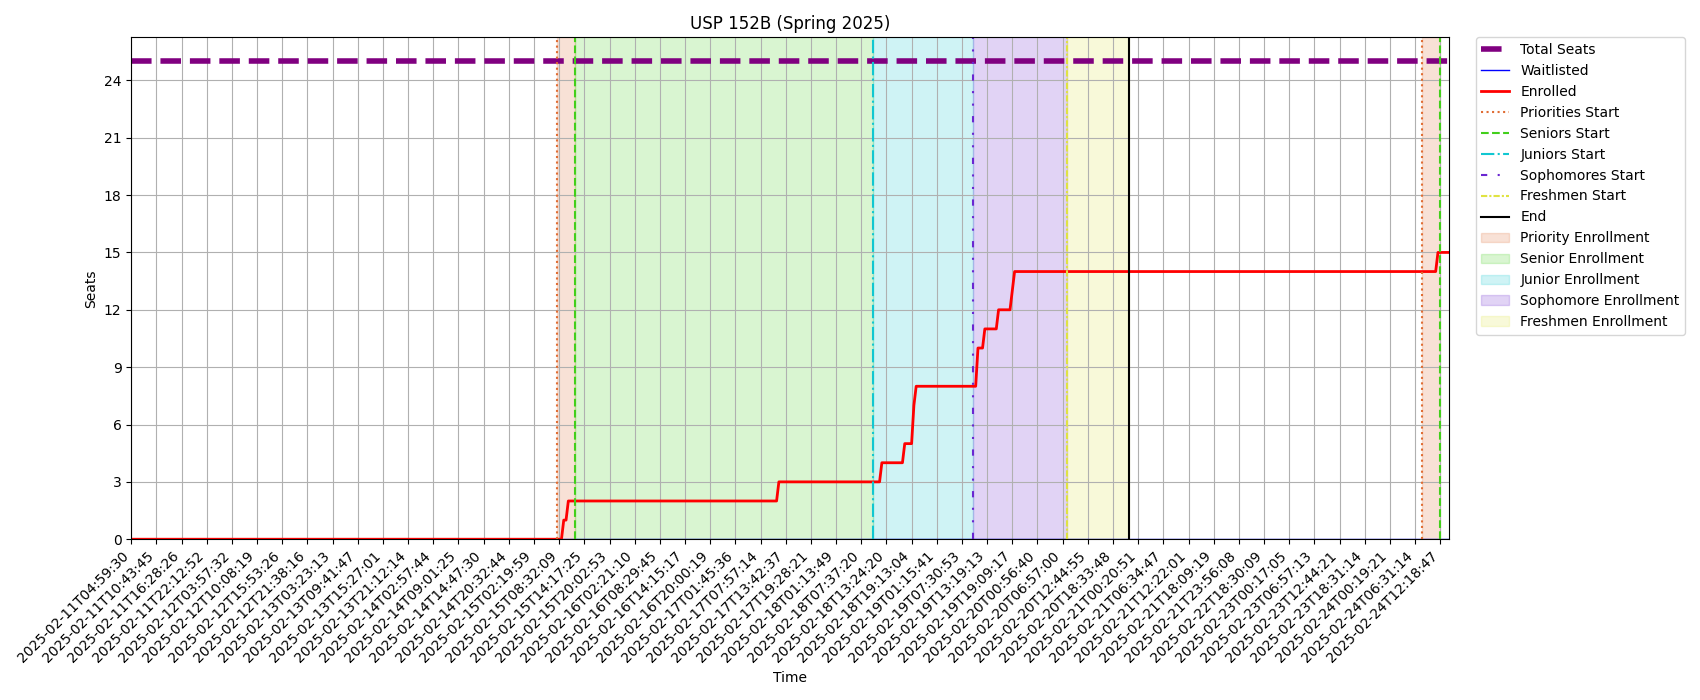 USP 152B (Spring 2025)
Seats
24
21
18
15
12
9
6
3
0
2025-02-11T04:59:30
2025-02-11T10:43:45
2025-02-11T16:28:26
2025-02-11T22:12:52
2025-02-12T03:57:32
2025-02-12T10:08:19
2025-02-12T15:53:26
2025-02-12T21:38:16
2025-02-13T03:23:13
2025-02-13T09:41:47
2025-02-13T15:27:01
2025-02-13T21:12:14
2025-02-14T02:57:44
2025-02-14T09:01:25
2025-02-14T14:47:30
2025-02-14T20:32:44
2025-02-15T02:19:59
2025-02-15T08:32:09
2025-02-15T14:17:25
2025-02-15T20:02:53
2025-02-16T02:21:10
2025-02-16T08:29:45
2025-02-16T14:15:17
2025-02-16T20:00:19
2025-02-17T01:45:36
2025-02-17T07:57:14
2025-02-17T13:42:37
2025-02-17T19:28:21
2025-02-18T01:13:49
2025-02-18T07:37:20
2025-02-18T13:24:20
2025-02-18T19:13:04
2025-02-19T01:15:41
2025-02-19T07:30:53
2025-02-19T13:19:13
2025-02-19T19:09:17
2025-02-20T00:56:40
2025-02-20T06:57:00
2025-02-20T12:44:55
2025-02-20T18:33:48
2025-02-21T00:20:51
2025-02-21T06:34:47
2025-02-21T12:22:01
2025-02-21T18:09:19
2025-02-21T23:56:08
2025-02-22T18:30:09
2025-02-23T00:17:05
2025-02-23T06:57:13
2025-02-23T12:44:21
2025-02-23T18:31:14
2025-02-24T00:19:21
2025-02-24T06:31:14
2025-02-24T12:18:47
Time
Total Seats
Waitlisted
Enrolled
Priorities Start
Seniors Start
Juniors Start
Sophomores Start
Freshmen Start
End
Priority Enrollment
Senior Enrollment
Junior Enrollment
Sophomore Enrollment
Freshmen Enrollment